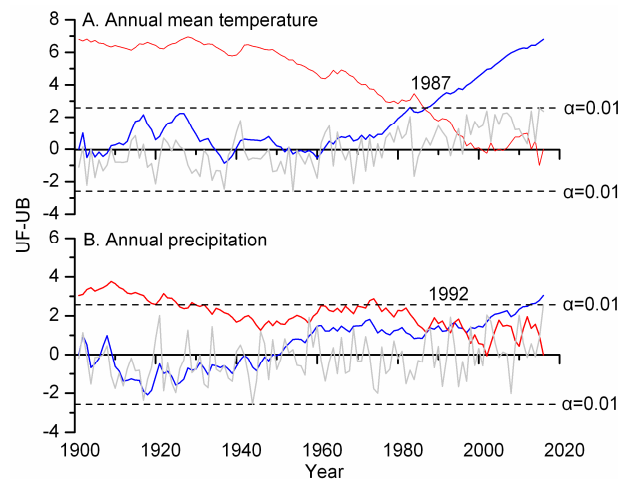 8
A. Annual mean temperature
6
4
1987
2
α=0.01
0
-2
α=0.01
-4
UF-UB
6
B. Annual precipitation
4
1992
2
α=0.01
0
-2
α=0.01
-4
1900 1920 1940 1960 1980 2000 2020
Year